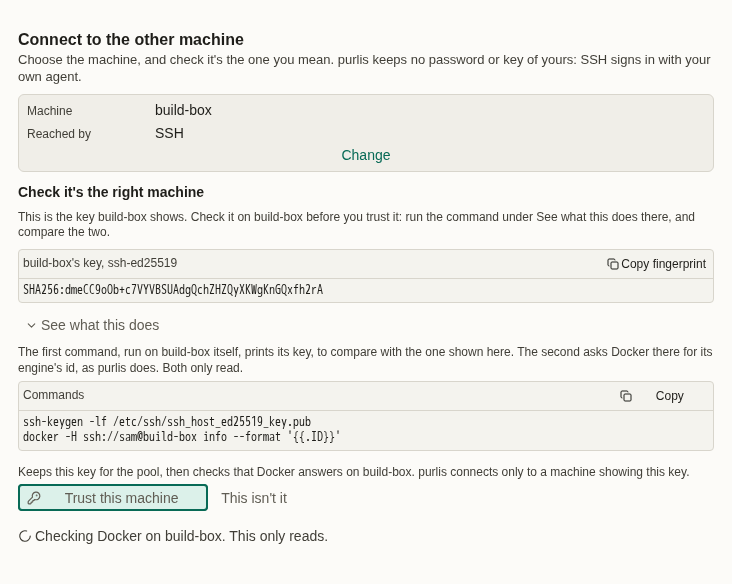 Connect to the other machine
Choose the machine, and check it's the one you mean. purlis keeps no password or key of yours: SSH signs in with your
own agent.
Machine build-box
Reached by SSH
Change
Check it's the right machine
This is the key build-box shows. Check it on build-box before you trust it: run the command under See what this does there, and
compare the two.
build-box's key, ssh-ed25519 Copy fingerprint
SHA256:dmeCC9oOb+c7VYVBSUAdgQchZHZQyXKWgKnGQxfh2rA
See what this does
The first command, run on build-box itself, prints its key, to compare with the one shown here. The second asks Docker there for its
engine's id, as purlis does. Both only read.
Commands Copy
ssh-keygen -lf /etc/ssh/ssh_host_ed25519_key.pub
docker -H ssh://sam@build-box info --format '{{.ID}}'
Keeps this key for the pool, then checks that Docker answers on build-box. purlis connects only to a machine showing this key.
Trust this machine This isn't it
Checking Docker on build-box. This only reads.